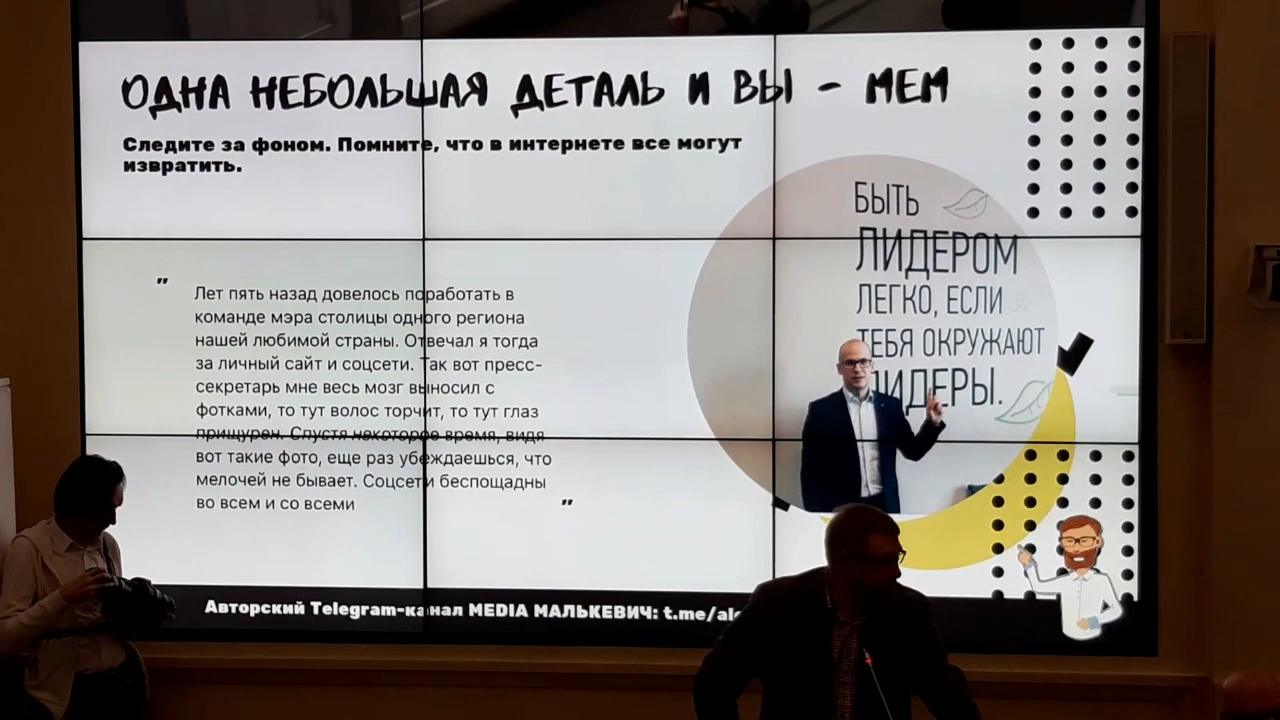 ОДНА НЕБОЛЬШАЯ ДЕТАЛЬ И ВЫ - МЕМ
Следите за фоном. Помните, что в интернете все могут
извратить.
БЫТЬ
ЛИДЕРОМ
ЛЕГКО, ЕСЛИ
ТЕБЯ ОКРУЖАЮТ
ЛИДЕРЫ.
"
Лет пять назад довелось поработать в
команде мэра столицы одного региона
нашей любимой страны. Отвечал я тогда
за личный сайт и соцсети. Так вот пресс-
секретарь мне весь мозг выносил с
фотками, то тут волос торчит, то тут глаз
прищурен. Спустя некоторое время, видя
вот такие фото, еще раз убеждаешься, что
мелочей не бывает. Соцсети беспощадны
во всем и со всеми
"
Авторский Telegram-канал MEDIA МАЛЬКЕВИЧ: t.me/al